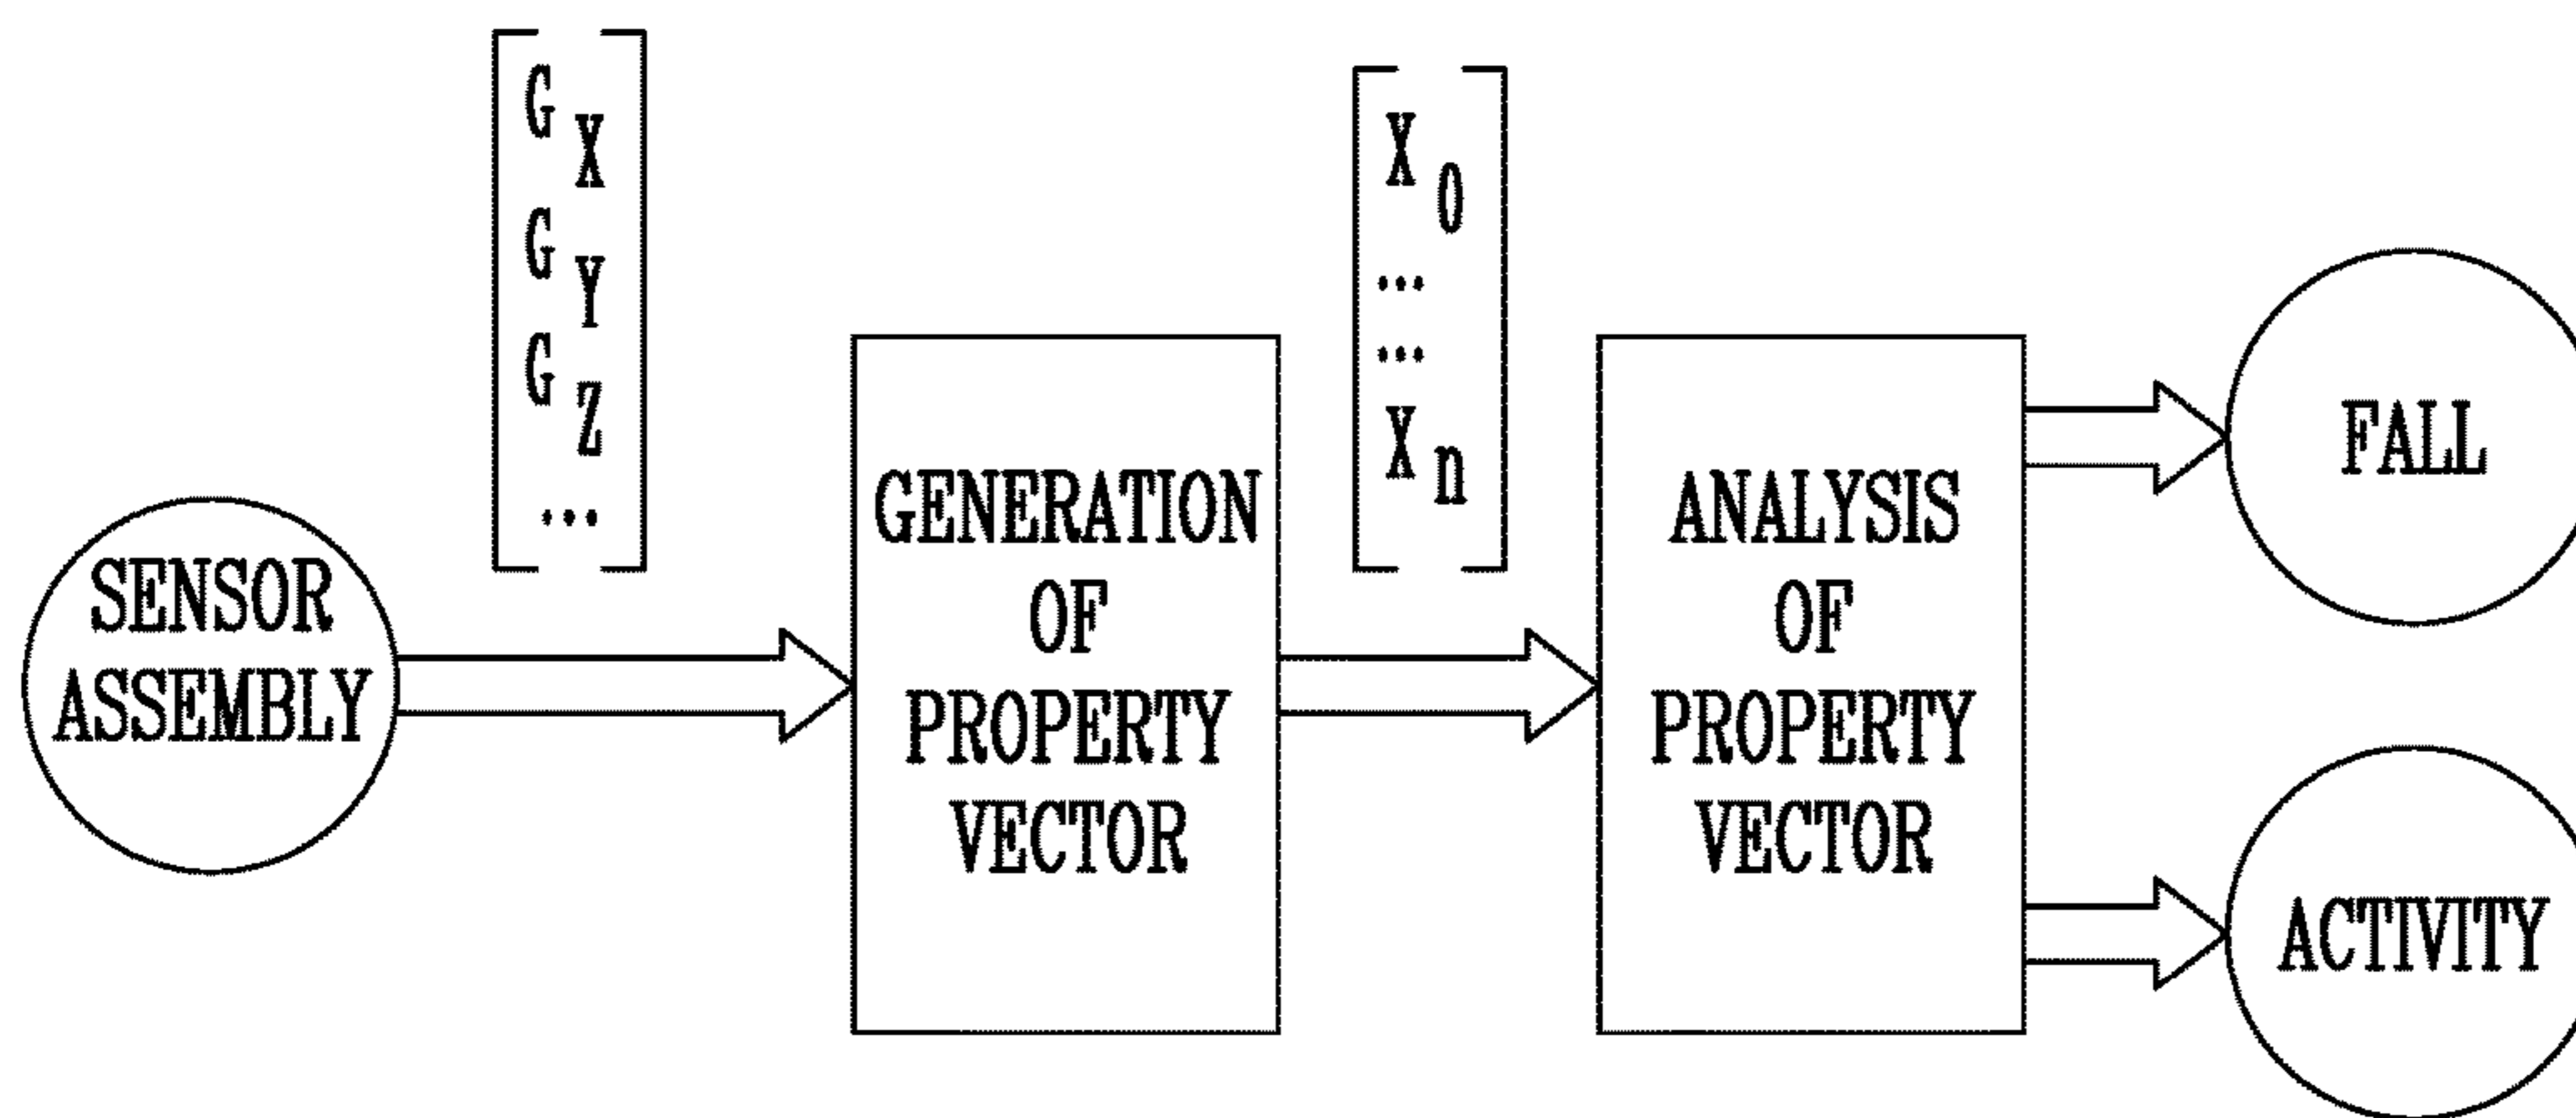 SENSOR
ASSEMBLY
G X
G Y
G Z
...
GENERATION
OF
PROPERTY
VECTOR
X 0
...
...
X n
ANALYSIS
OF
PROPERTY
VECTOR
FALL
ACTIVITY